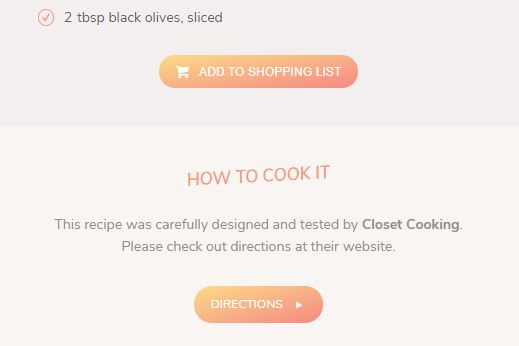 2 tbsp black olives, sliced
ADD TO SHOPPING LIST
HOW TO COOK IT
This recipe was carefully designed and tested by Closet Cooking.
Please check out directions at their website.
DIRECTIONS